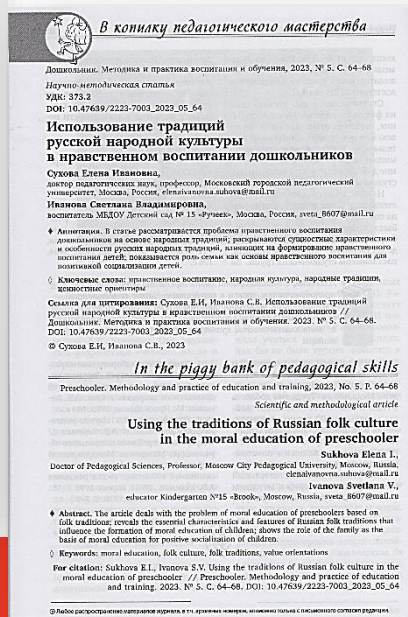 В копилку педагогического мастерства
Дошкольник. Методика и практика воспитания и обучения, 2023, № 5. С. 64–68
Научно-методическая статья
УДК: 373.2
DOI: 10.47639/2223-7003_2023_05_64
Использование традиций
русской народной культуры
в нравственном воспитании дошкольников
Сухова Елена Ивановна,
доктор педагогических наук, профессор, Московский городской педагогический
университет, Москва, Россия, elenaivanovna.suhova@mail.ru
Иванова Светлана Владимировна,
воспитатель МБДОУ Детский сад № 15 «Ручеек», Москва, Россия, sveta_8607@mail.ru
♦ Аннотация. В статье рассматривается проблема нравственного воспитания
дошкольников на основе народных традиций; раскрываются сущностные характеристики
и особенности русских народных традиций, влияющих на формирование нравственного
воспитания детей; показывается роль семьи как основы нравственного воспитания для
позитивной социализации детей.
◊ Ключевые слова: нравственное воспитание, народная культура, народные традиции,
ценностные ориентиры
Ссылка для цитирования: Сухова Е.И, Иванова С.В. Использование традиций
русской народной культуры в нравственном воспитании дошкольников //
Дошкольник. Методика и практика воспитания и обучения. 2023. № 5. С. 64–68.
DOI: 10.47639/2223-7003_2023_05_64
© Сухова Е.И, Иванова С.В., 2023
In the piggy bank of pedagogical skills
Preschooler. Methodology and practice of education and training, 2023, No. 5. P. 64–68
Scientific and methodological article
Using the traditions of Russian folk culture
in the moral education of preschooler
Sukhova Elena I.,
Doctor of Pedagogical Sciences, Professor, Moscow City Pedagogical University, Moscow, Russia,
elenaivanovna.suhova@mail.ru
Ivanova Svetlana V.,
educator Kindergarten №15 «Brook», Moscow, Russia, sveta_8607@mail.ru
♦ Abstract. The article deals with the problem of moral education of preschoolers based on
folk traditions; reveals the essential characteristics and features of Russian folk traditions that
influence the formation of moral education of children; shows the role of the family as the
basis of moral education for positive socialization of children.
◊ Keywords: moral education, folk culture, folk traditions, value orientations
For citation: Sukhova E.I., Ivanova S.V. Using the traditions of Russian folk culture in the
moral education of preschooler // Preschooler. Methodology and practice of education
and training. 2023. № 5. C. 64–68. DOI: 10.47639/2223-7003_2023_05_64
Любое распространение материалов журнала, в т.ч. архивных номеров, возможно только с письменного согласия редакции.